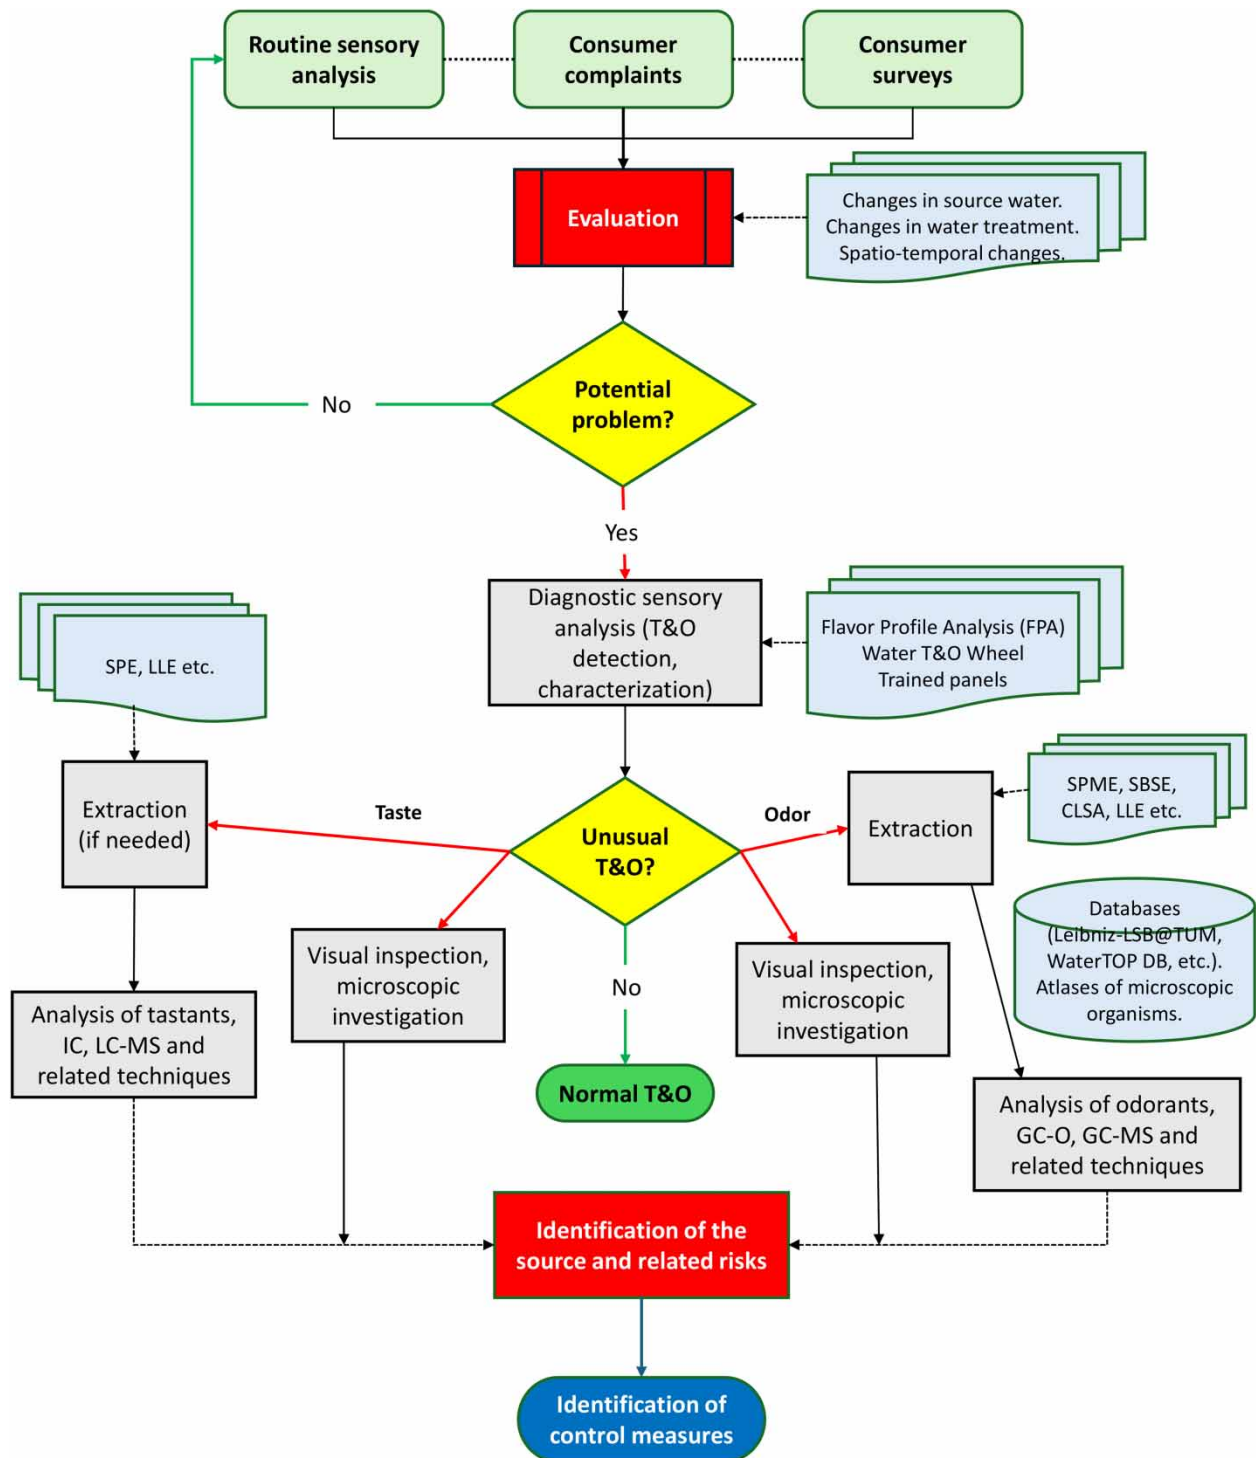 Routine sensory
analysis
Consumer
complaints
Consumer
surveys
Evaluation
Changes in source water.
Changes in water treatment.
Spatio-temporal changes.
Potential
problem?
No
Yes
Diagnostic sensory
analysis (T&O
detection,
characterization)
Flavor Profile Analysis (FPA)
Water T&O Wheel
Trained panels
SPE, LLE etc.
Extraction
(if needed)
Taste
Unusual
T&O?
Odor
Extraction
SPME, SBSE,
CLSA, LLE etc.
Databases
(Leibniz-LSB@TUM,
WaterTOP DB, etc.).
Atlases of microscopic
organisms.
Visual inspection,
microscopic
investigation
No
Visual inspection,
microscopic
investigation
Analysis of tastants,
IC, LC-MS and
related techniques
Normal T&O
Analysis of odorants,
GC-O, GC-MS and
related techniques
Identification of the
source and related risks
Identification of
control measures